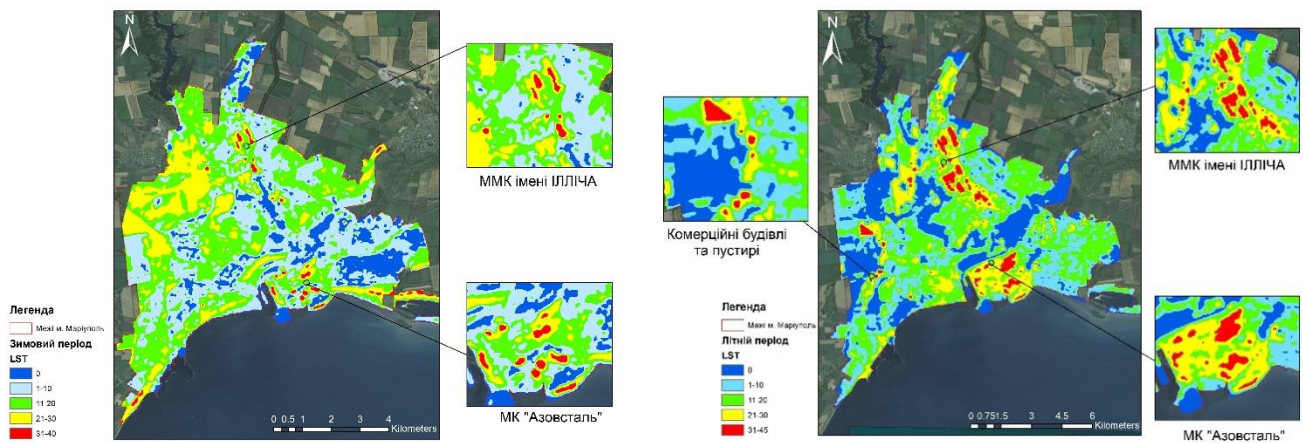 N
ММК імені ІЛЛІЧА
МК "Азовсталь"
Легенда
Межі м. Маріуполь
Зимовий період
LST
0
1-10
11-20
21-30
31-40
0 0.5 1 2 3 4
Kilometers
N
ММК імені ІЛЛІЧА
Комерційні будівлі
та пустирі
МК "Азовсталь"
Легенда
Межі м. Маріуполь
Літній період
LST
0
1-10
11-20
21-30
31-45
0 0.75 1.5 3 4.5 6
Kilometers